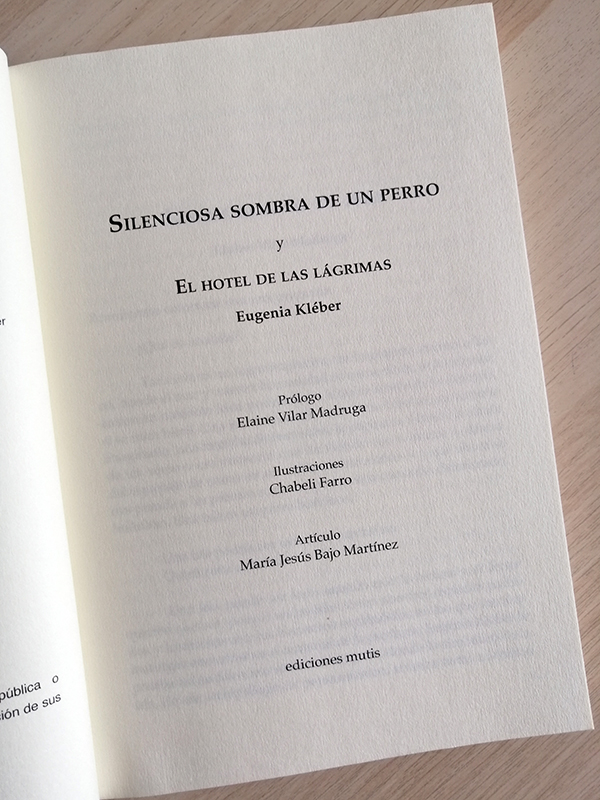 SILENCIOSA SOMBRA DE UN PERRO
y
EL HOTEL DE LAS LÁGRIMAS
Eugenia Kléber
Prólogo
Elaine Vilar Madruga
Ilustraciones
Chabeli Farro
Artículo
María Jesús Bajo Martínez
ediciones mutis
pública o
de sus